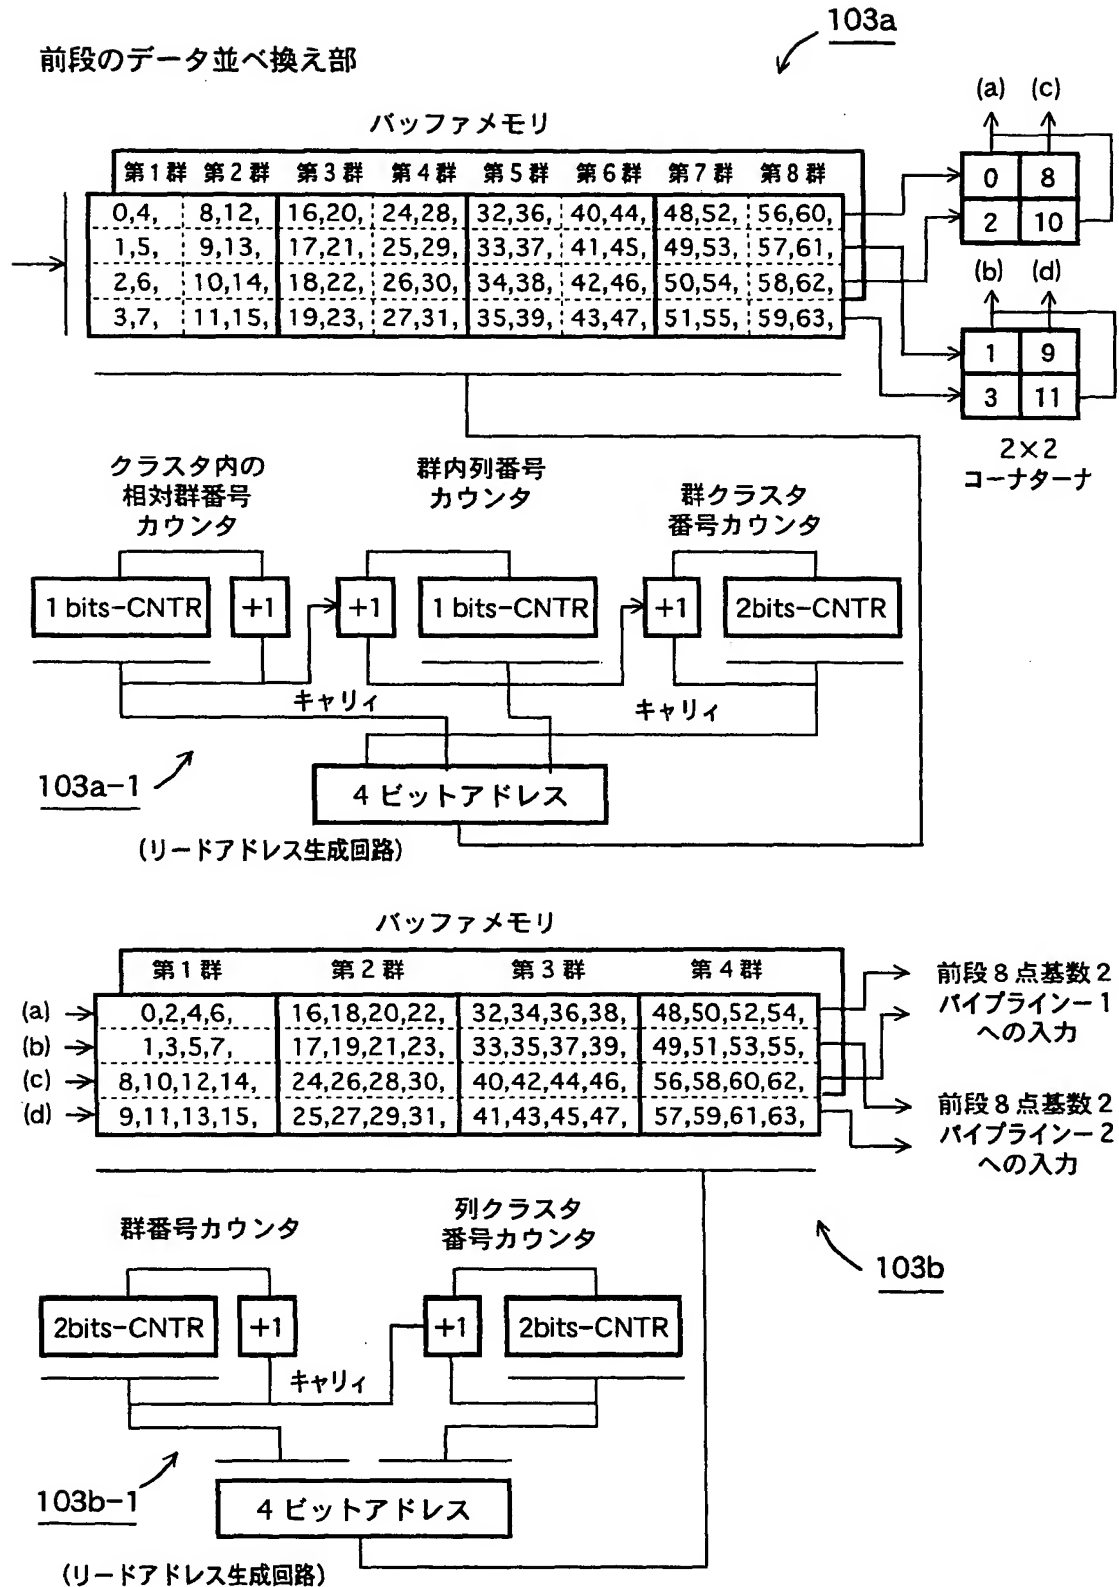 103a
前段のデータ並べ換え部
(a) (c)
バッファメモリ
第1群 第2群 第3群 第4群 第5群 第6群 第7群 第8群
0,4, 8,12, 16,20, 24,28, 32,36, 40,44, 48,52, 56,60,
1,5, 9,13, 17,21, 25,29, 33,37, 41,45, 49,53, 57,61,
2,6, 10,14, 18,22, 26,30, 34,38, 42,46, 50,54, 58,62,
3,7, 11,15, 19,23, 27,31, 35,39, 43,47, 51,55, 59,63,
0 8
2 10
(b) (d)
1 9
3 11
2×2
コーナターナ
クラスタ内の
相対群番号
カウンタ
群内列番号
カウンタ
群クラスタ
番号カウンタ
1 bits-CNTR +1 +1 1 bits-CNTR +1 2bits-CNTR
キャリィ キャリィ
103a-1
4 ビットアドレス
(リードアドレス生成回路)
バッファメモリ
第1群 第2群 第3群 第4群
(a) 0,2,4,6, 16,18,20,22, 32,34,36,38, 48,50,52,54,
(b) 1,3,5,7, 17,19,21,23, 33,35,37,39, 49,51,53,55,
(c) 8,10,12,14, 24,26,28,30, 40,42,44,46, 56,58,60,62,
(d) 9,11,13,15, 25,27,29,31, 41,43,45,47, 57,59,61,63,
前段8点基数2
パイプラインー1
への入力
前段8点基数2
パイプラインー2
への入力
群番号カウンタ
列クラスタ
番号カウンタ
103b
2bits-CNTR +1 +1 2bits-CNTR
キャリィ
103b-1
4 ビットアドレス
(リードアドレス生成回路)